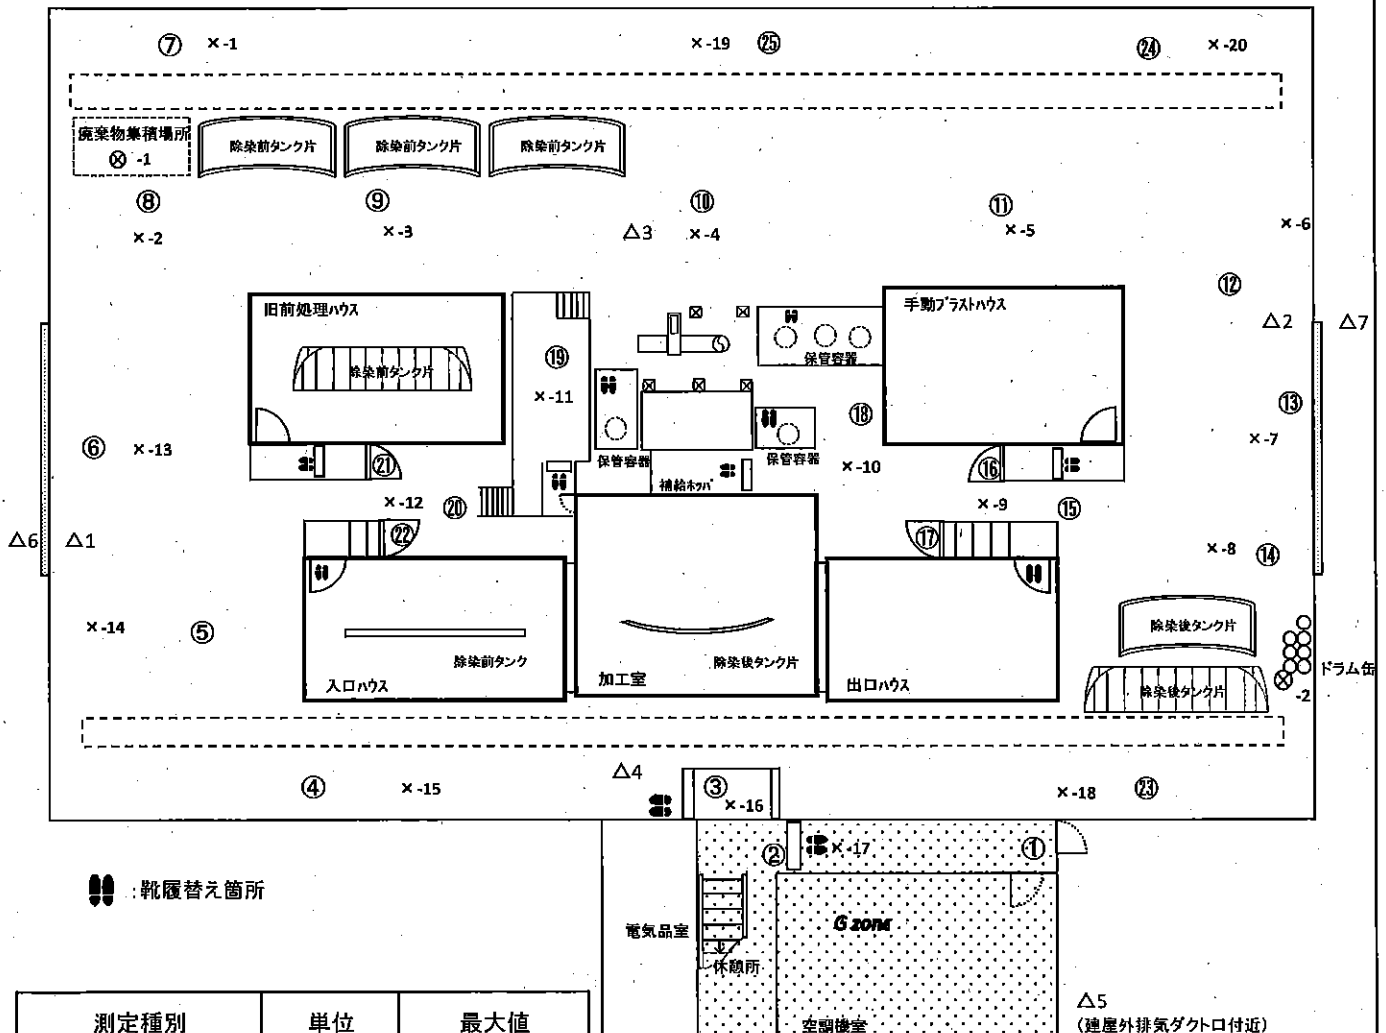 ⑦ ×-1 ×-19 ㉕ ㉔ ×-20
廃棄物集積場所
⊗ -1
除染前タンク片 除染前タンク片 除染前タンク片
⑧ ⑨ ⑩ ⑪
×-2 ×-3 △3 ×-4 ×-5 ×-6
⑫
旧前処理ハウス 手動ブラストハウス
△2 △7
⑲ 保管容器
除染前タンク片
×-11 ⑱ ⑬
⑥ ×-13 ×-7
㉑ 保管容器 保管容器 ×-10 ⑯
補給ホッパ
×-12 ⑳ ×-9 ⑮
△6 △1 ㉒ ⑰ ×-8 ⑭
×-14 ⑤ 除染後タンク片
除染前タンク 除染後タンク片 ドラム缶
入口ハウス 加工室 出口ハウス 除染後タンク片 ⊗ -2
④ ×-15 △4 ③ ×-16 ×-18 ㉓
② ×-17 ①
:靴履替え箇所
電気品室 G zone
休憩所
△5
測定種別 単位 最大値 空調機室 (建屋外排気ダクト口付近)